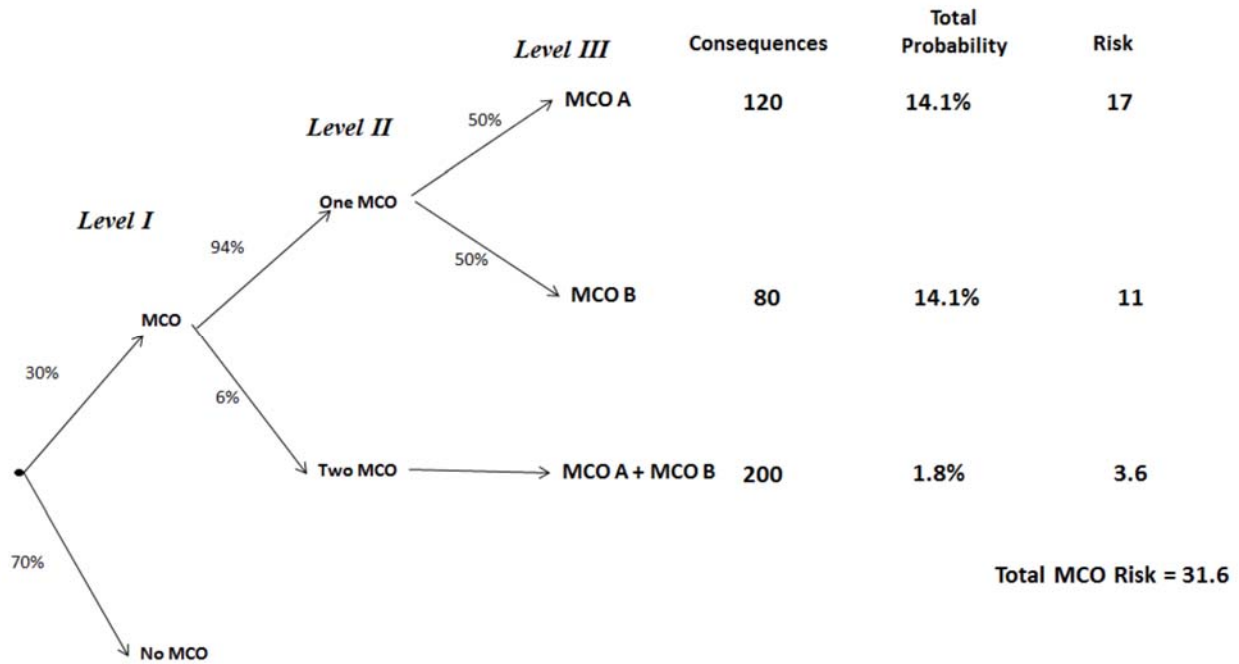 Total
Level III Consequences Probability Risk
MCO A 120 14.1% 17
50%
Level II
One MCO
Level I
94%
50%
MCO B 80 14.1% 11
MCO
30%
6%
Two MCO MCO A + MCO B 200 1.8% 3.6
70%
Total MCO Risk = 31.6
No MCO